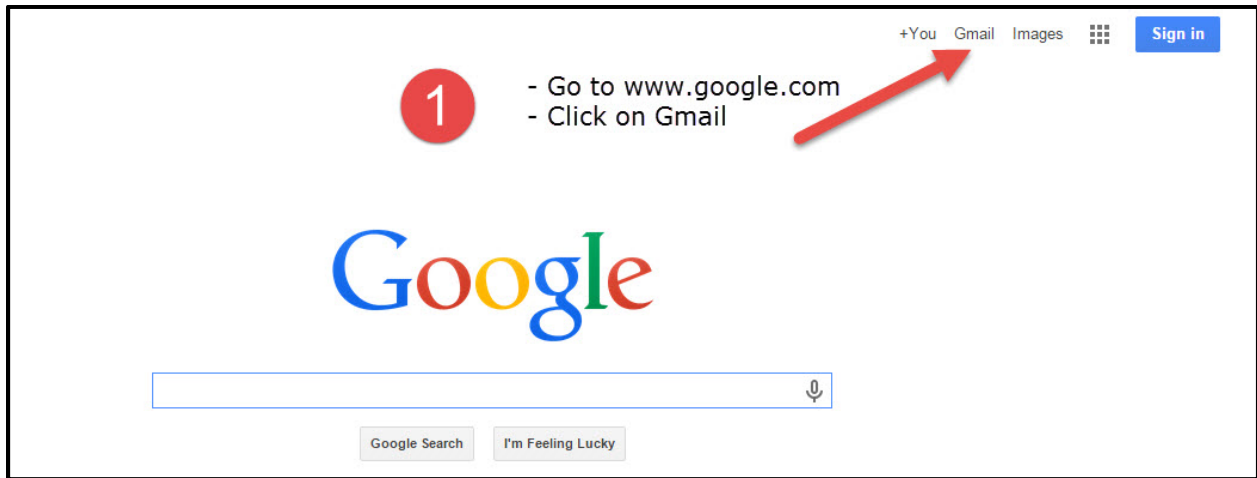 +You Gmail Images Sign in
1
- Go to www.google.com
- Click on Gmail
Google
Google Search I'm Feeling Lucky